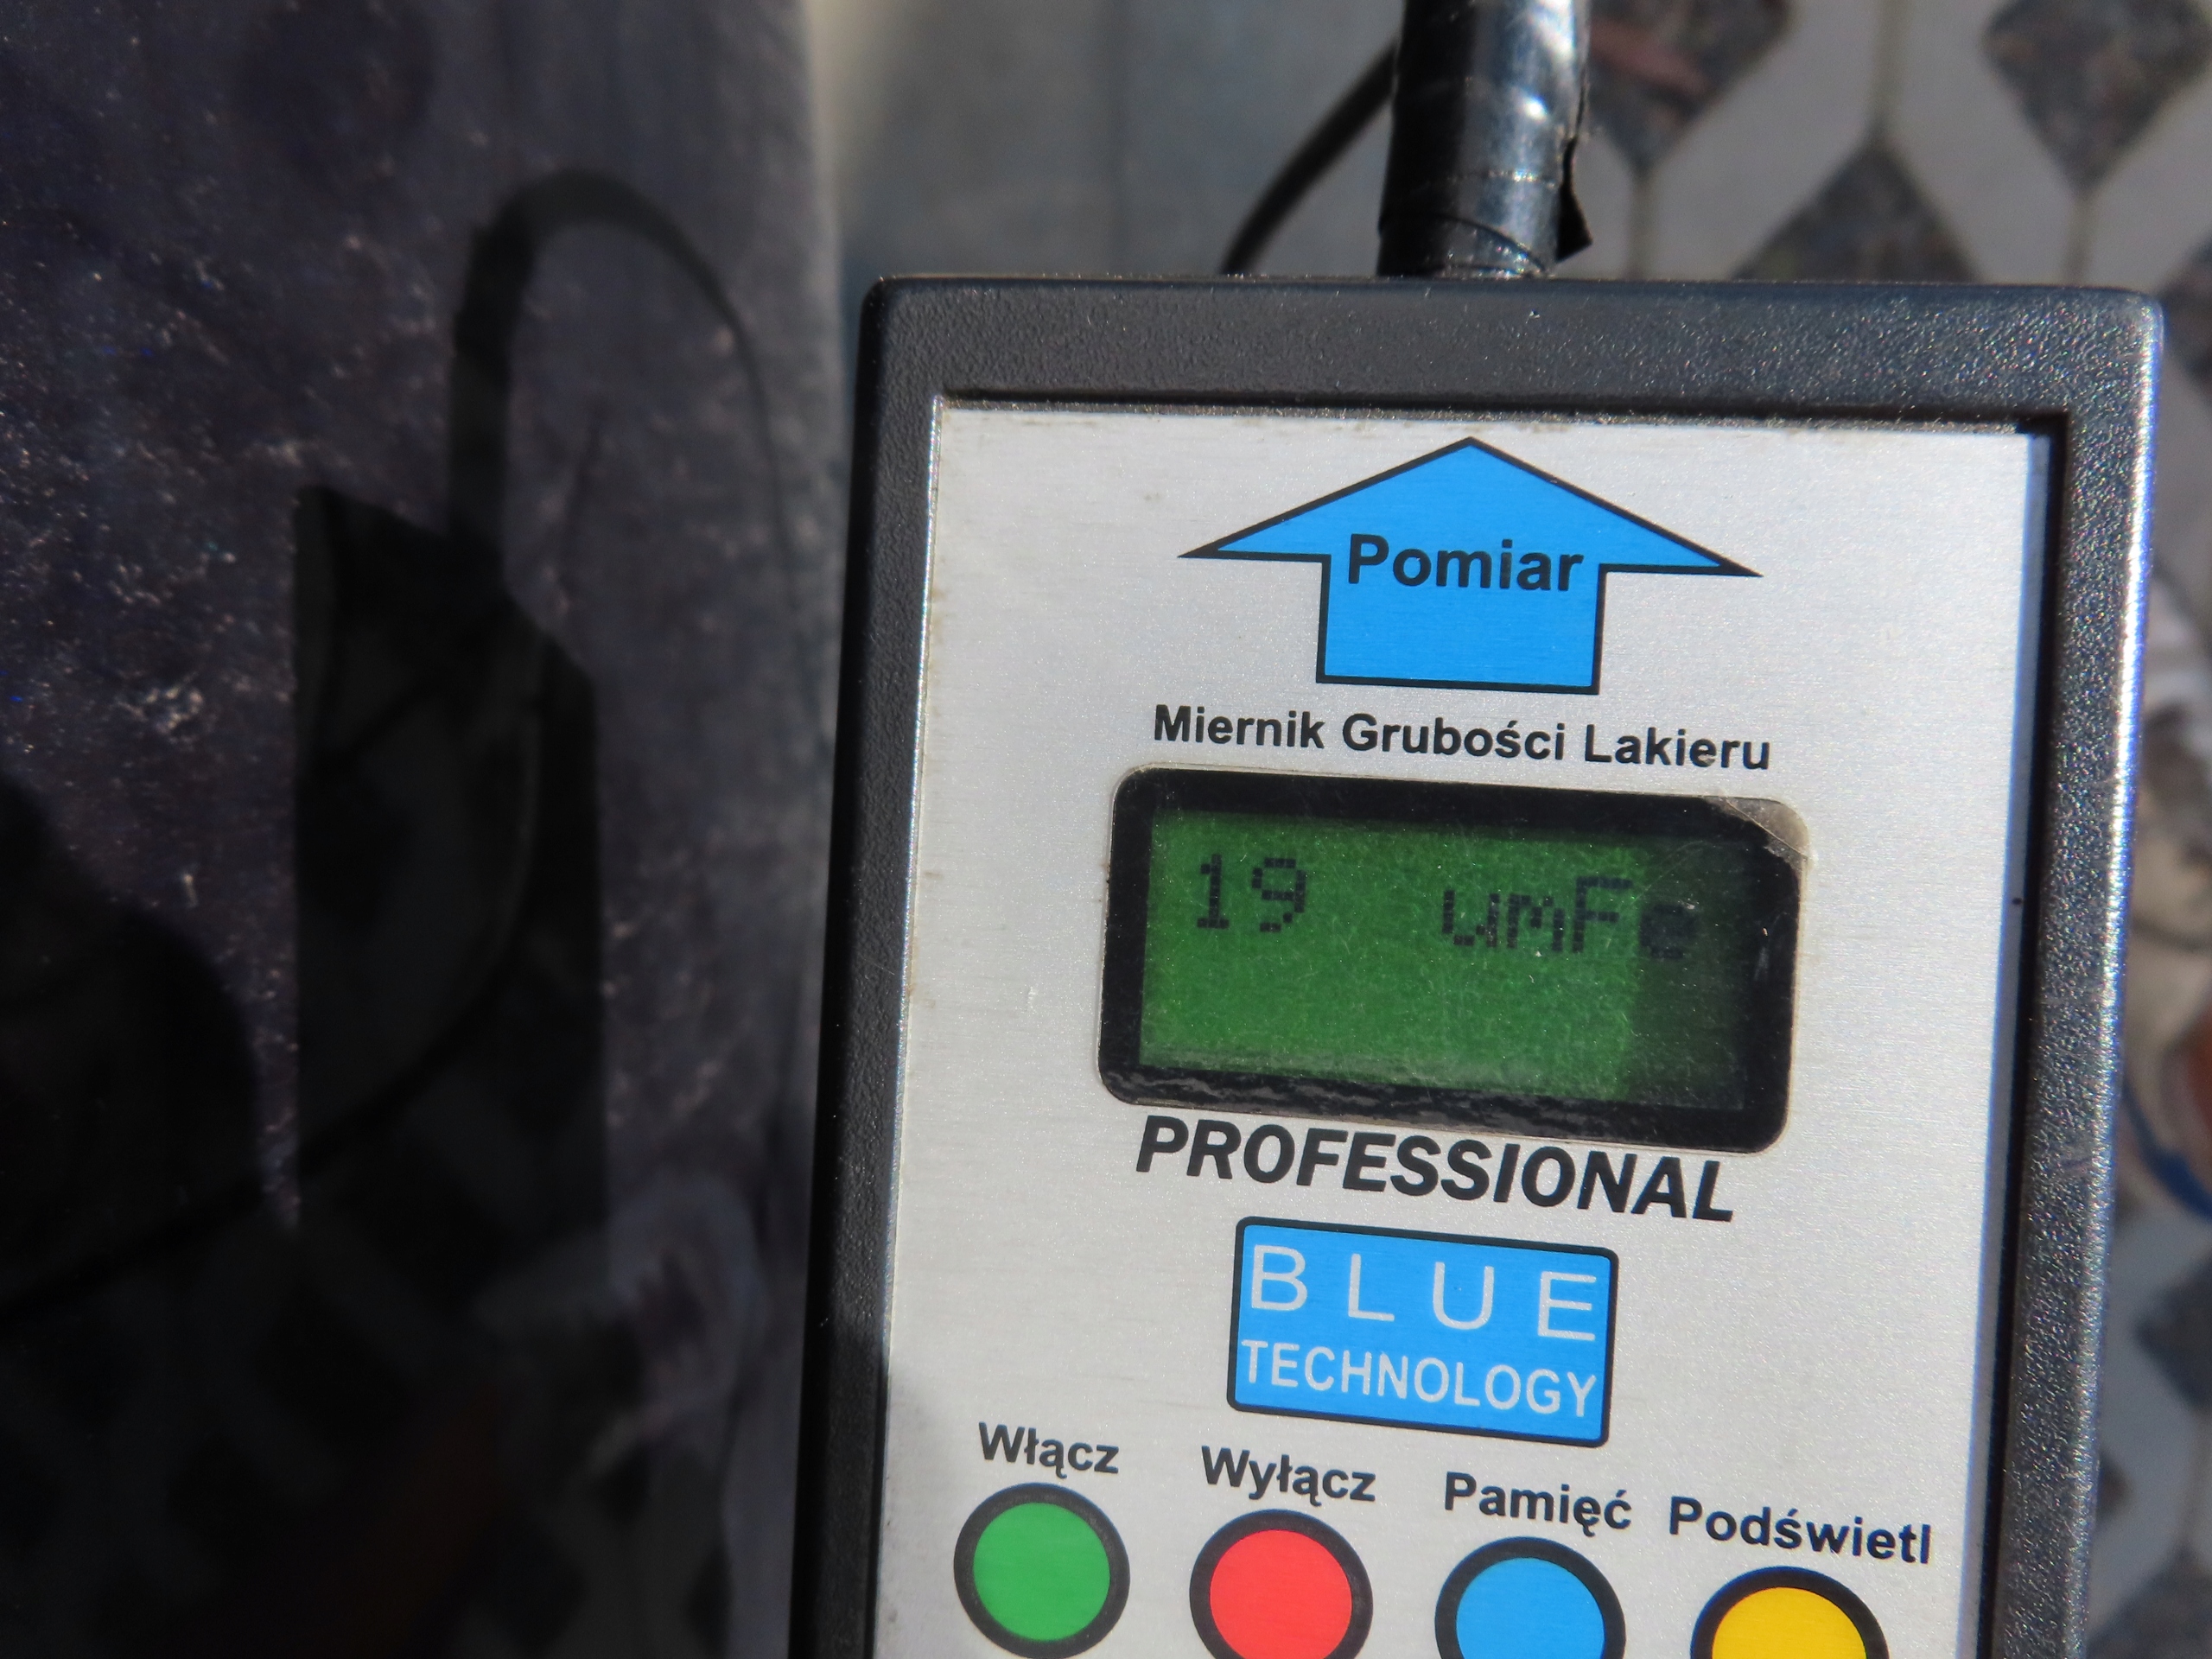 Pomiar
Miernik Grubości Lakieru
19 umFe
PROFESSIONAL
BLUE
TECHNOLOGY
Włącz Wyłącz Pamięć Podświetl